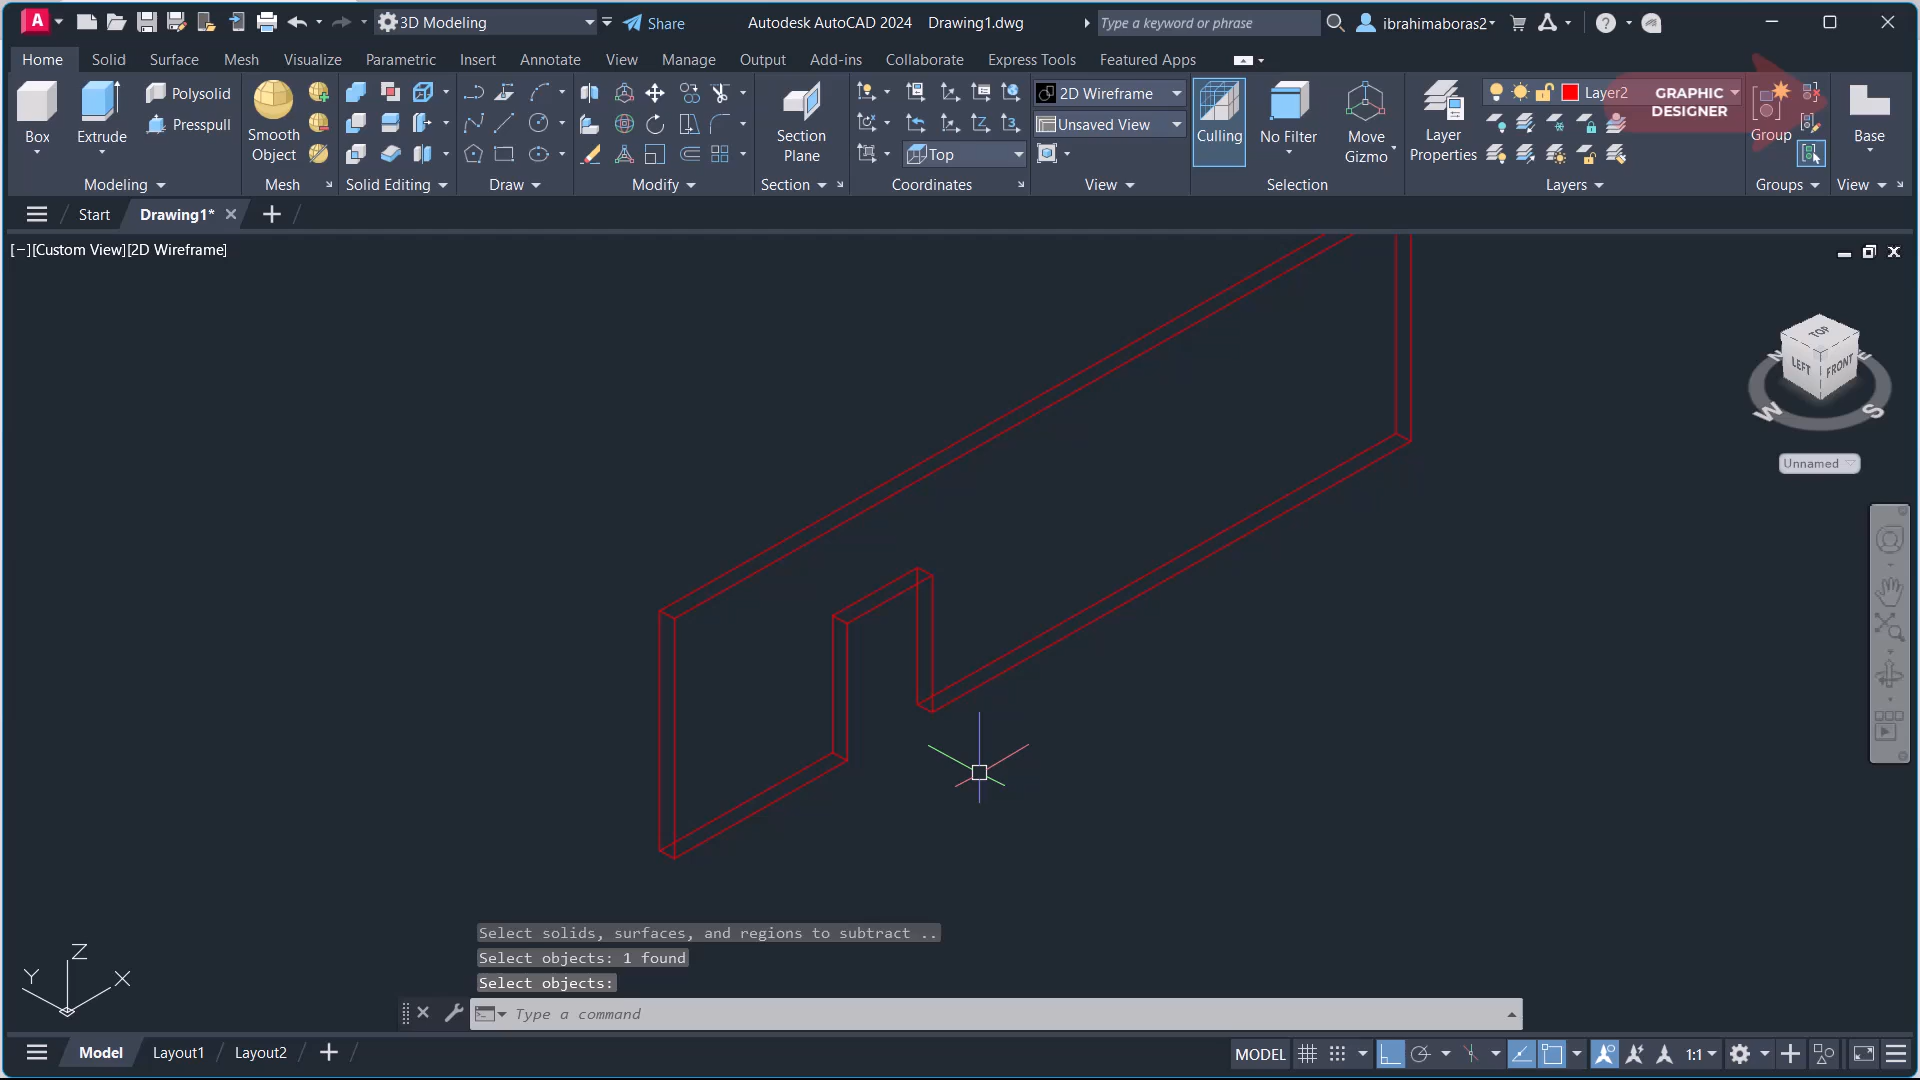 A
3D Modeling
Share
Autodesk AutoCAD 2024 Drawing1.dwg
Type a keyword or phrase
ibrahimaboras2
Home
Solid
Surface
Mesh
Visualize
Parametric
Insert
Annotate
View
Manage
Output
Add-ins
Collaborate
Express Tools
Featured Apps
Box
Extrude
Polysolid
Presspull
Modeling
Smooth
Object
Mesh
Solid Editing
Draw
Modify
Section
Plane
Section
Top
Coordinates
2D Wireframe
Unsaved View
View
Culling
No Filter
Move
Gizmo
Selection
Layer
Properties
Layer2
Layers
GRAPHIC
DESIGNER
Group
Groups
Base
View
Start
Drawing1*
[−][Custom View][2D Wireframe]
TOP
LEFT
FRONT
N
E
W
S
Unnamed
Z
Y
X
Select solids, surfaces, and regions to subtract ..
Select objects: 1 found
Select objects:
Type a command
Model
Layout1
Layout2
MODEL
1:1